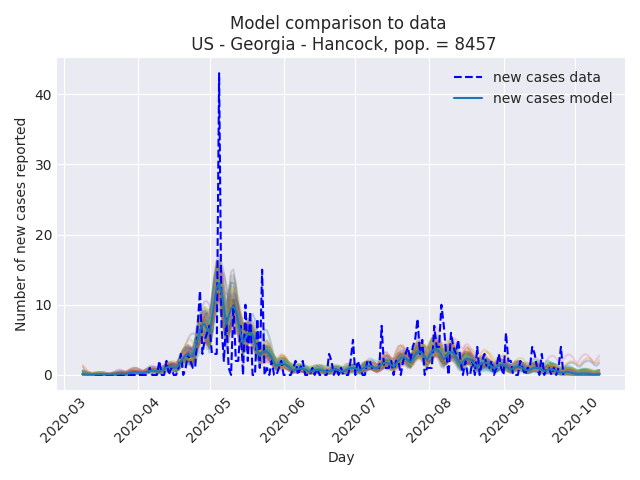 Model comparison to data
US - Georgia - Hancock, pop. = 8457
new cases data
new cases model
Number of new cases reported
40
30
20
10
0
2020-03
2020-04
2020-05
2020-06
2020-07
2020-08
2020-09
2020-10
Day